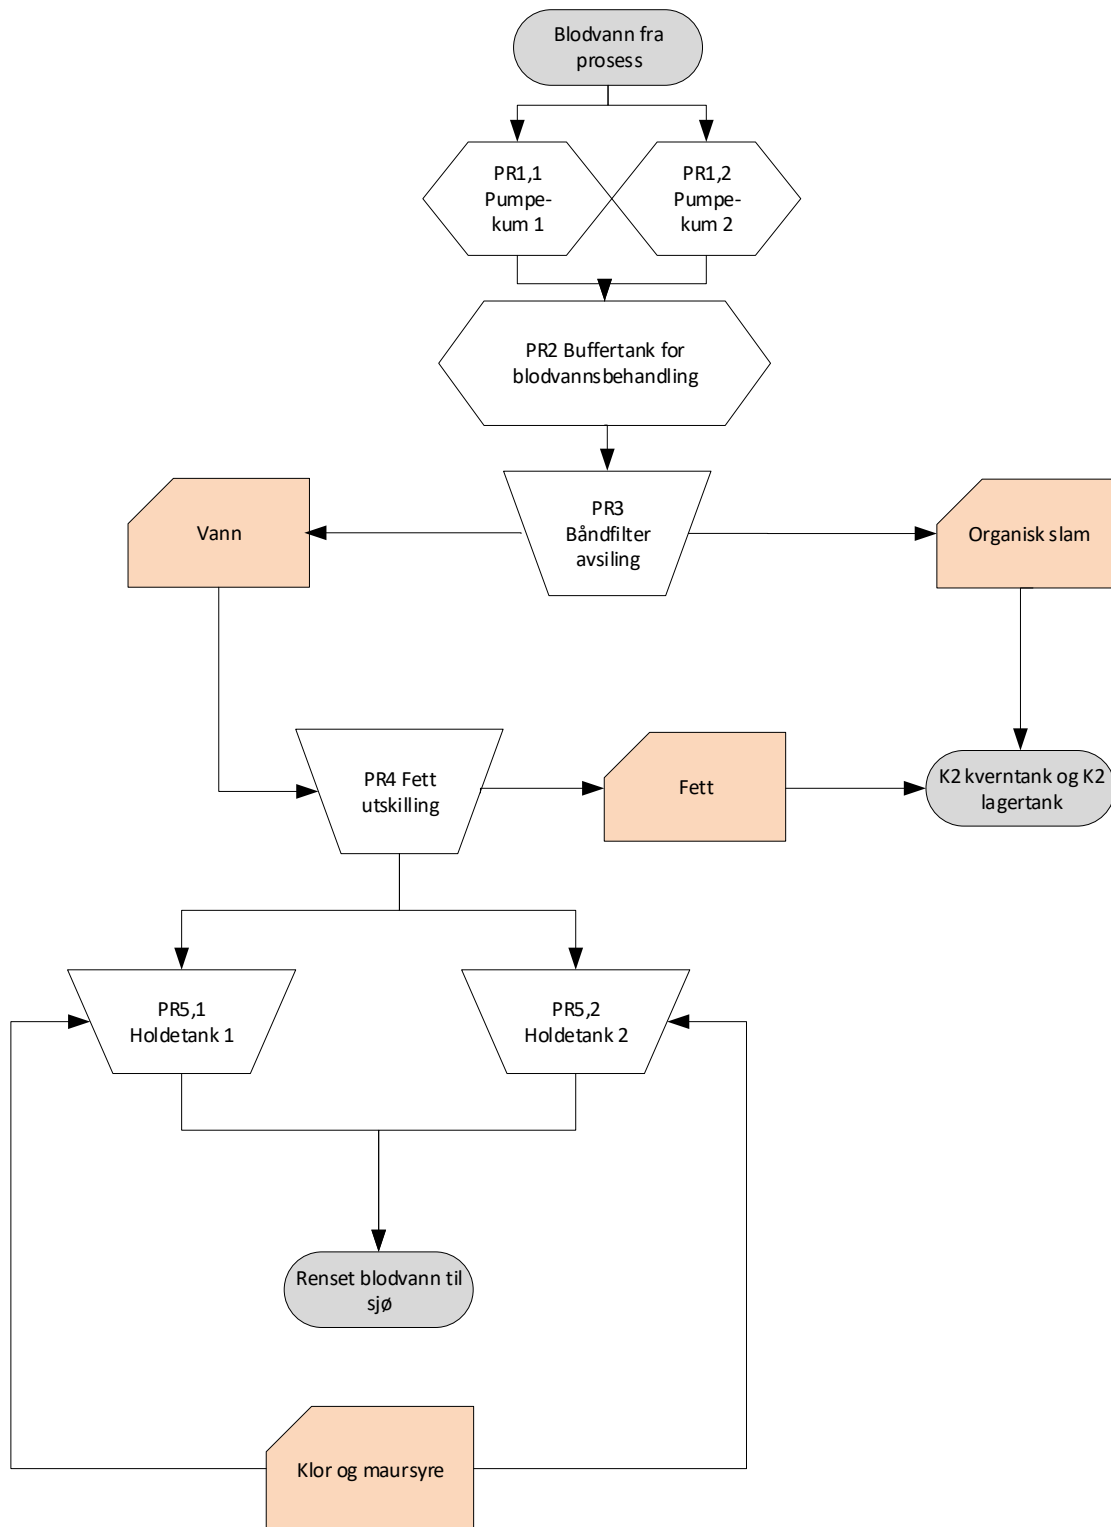 Blodvann fra
prosess
PR1,1
Pumpe-
kum 1
PR1,2
Pumpe-
kum 2
PR2 Buffertank for
blodvannsbehandling
Vann
PR3
Båndfilter
avsiling
Organisk slam
PR4 Fett
utskilling
Fett
K2 kverntank og K2
lagertank
PR5,1
Holdetank 1
PR5,2
Holdetank 2
Renset blodvann til
sjø
Klor og maursyre